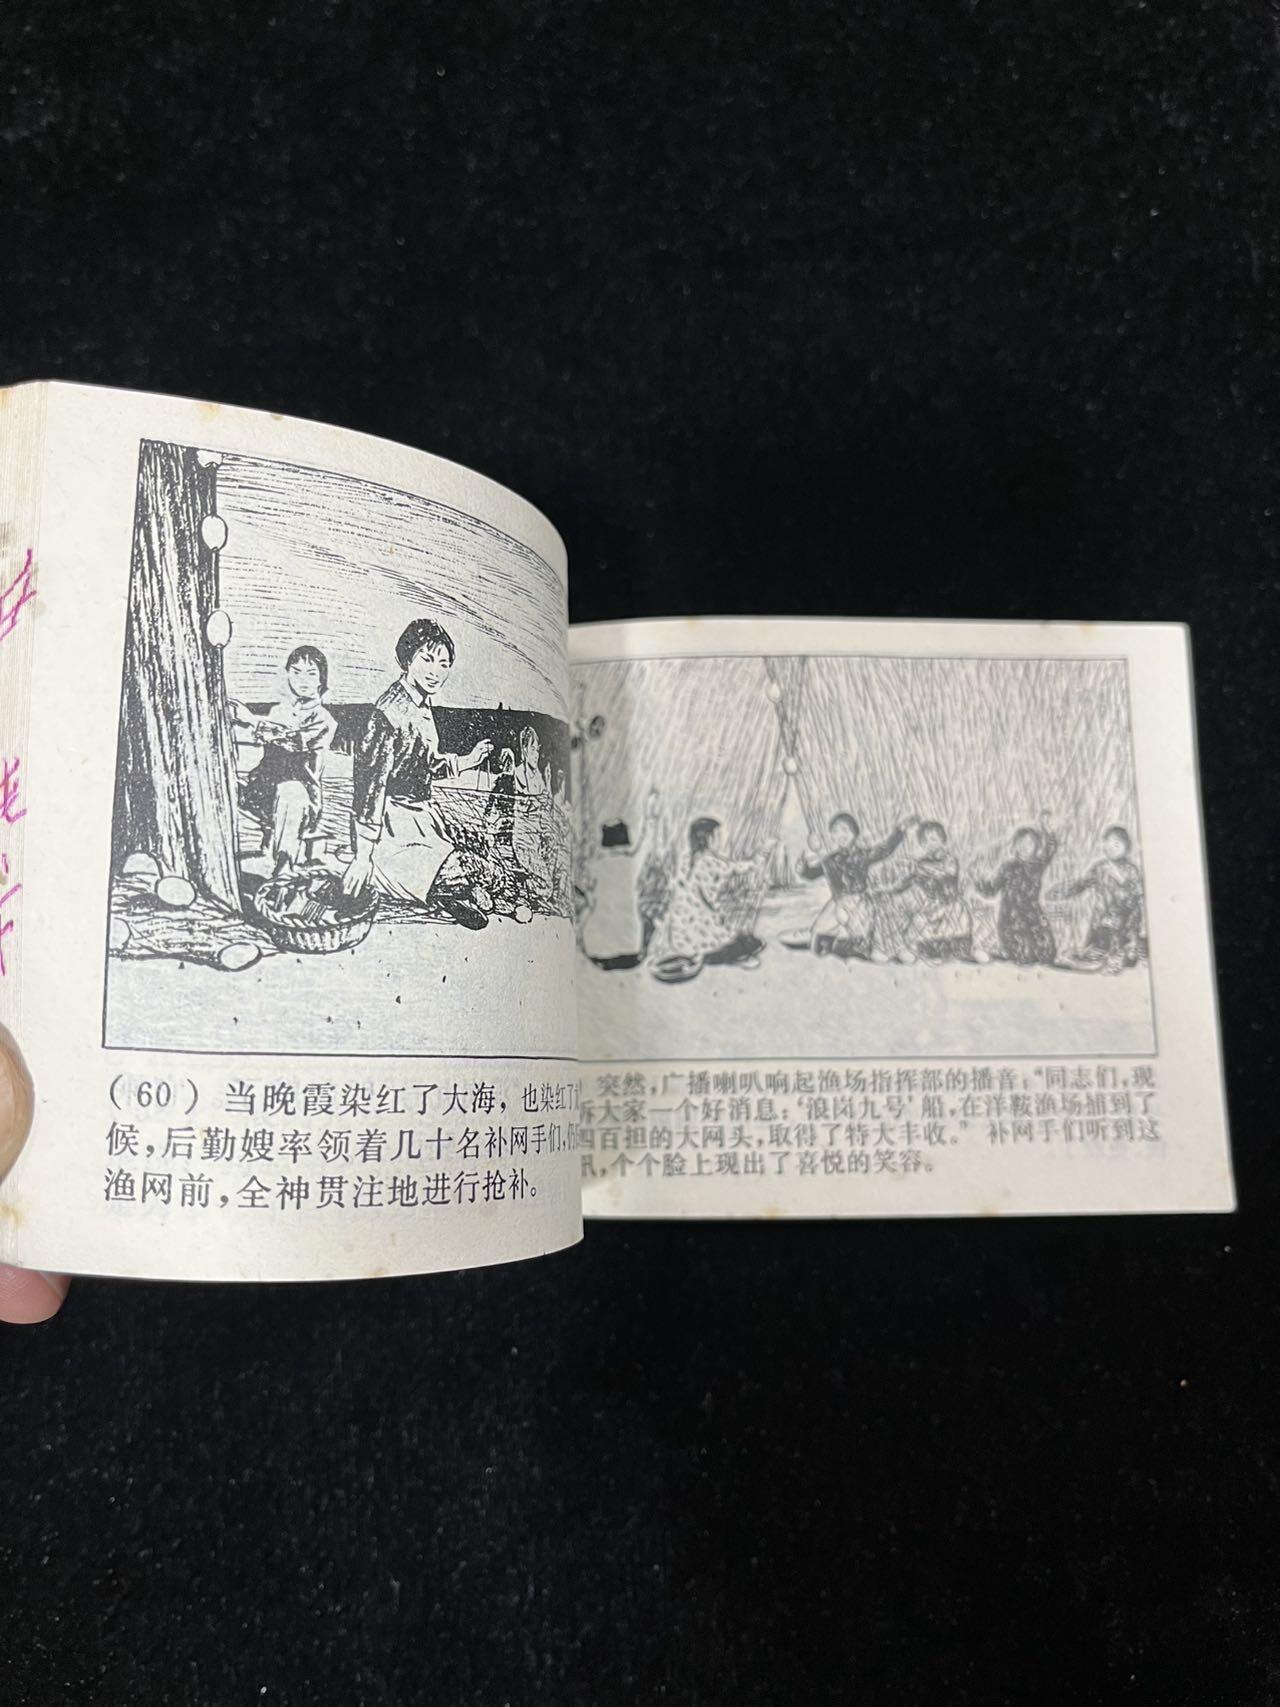 (60) 当晚霞染红了大海，也染红了
候，后勤嫂率领着几十名补网手们，仍
渔网前，全神贯注地进行抢补。
突然，广播喇叭响起渔场指挥部的播音：“同志们，现
诉大家一个好消息：‘浪岗九号’船，在洋鞍渔场捕到了
四百担的大网头，取得了特大丰收。” 补网手们听到这
讯，个个脸上现出了喜悦的笑容。